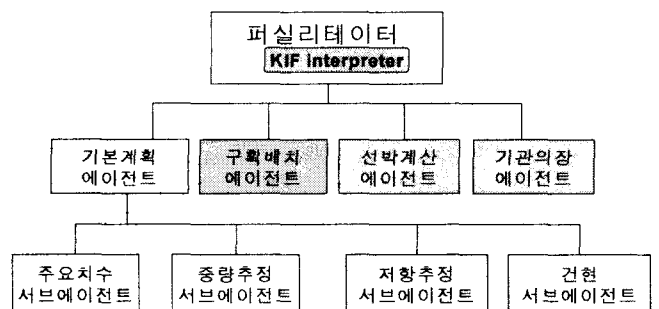 퍼실리테이터
KIF Interpreter
기본계획
에이전트
구획배치
에이전트
선박계산
에이전트
기관의장
에이전트
주요치수
서브에이전트
중량추정
서브에이전트
저항추정
서브에이전트
건현
서브에이전트